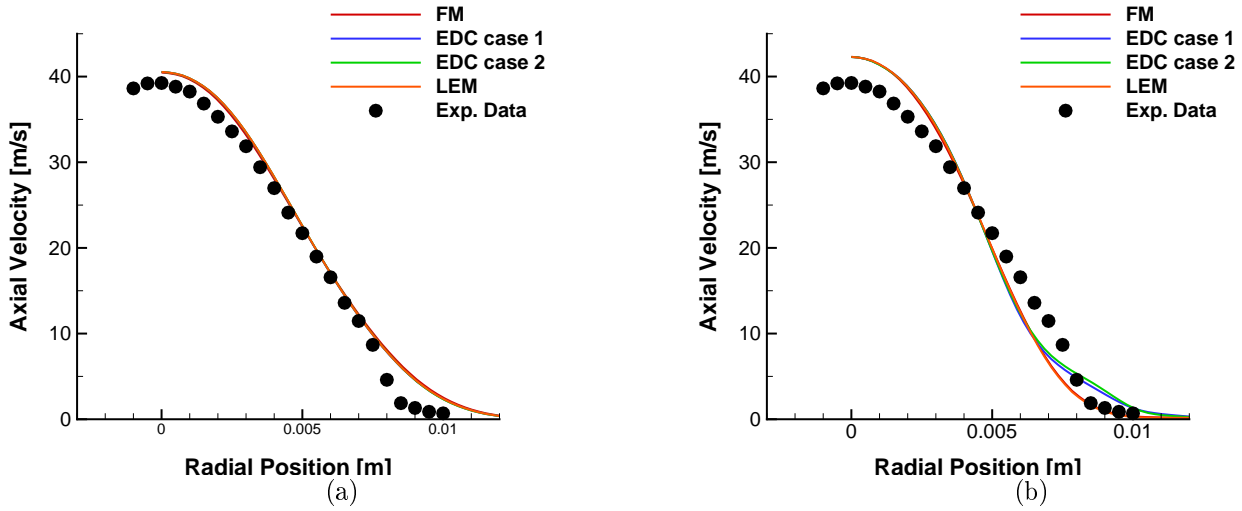 FM
EDC case 1
EDC case 2
LEM
Exp. Data
40
30
20
10
0
0
0.005
0.01
Axial Velocity [m/s]
Radial Position [m]
(a)
FM
EDC case 1
EDC case 2
LEM
Exp. Data
40
30
20
10
0
0
0.005
0.01
Axial Velocity [m/s]
Radial Position [m]
(b)